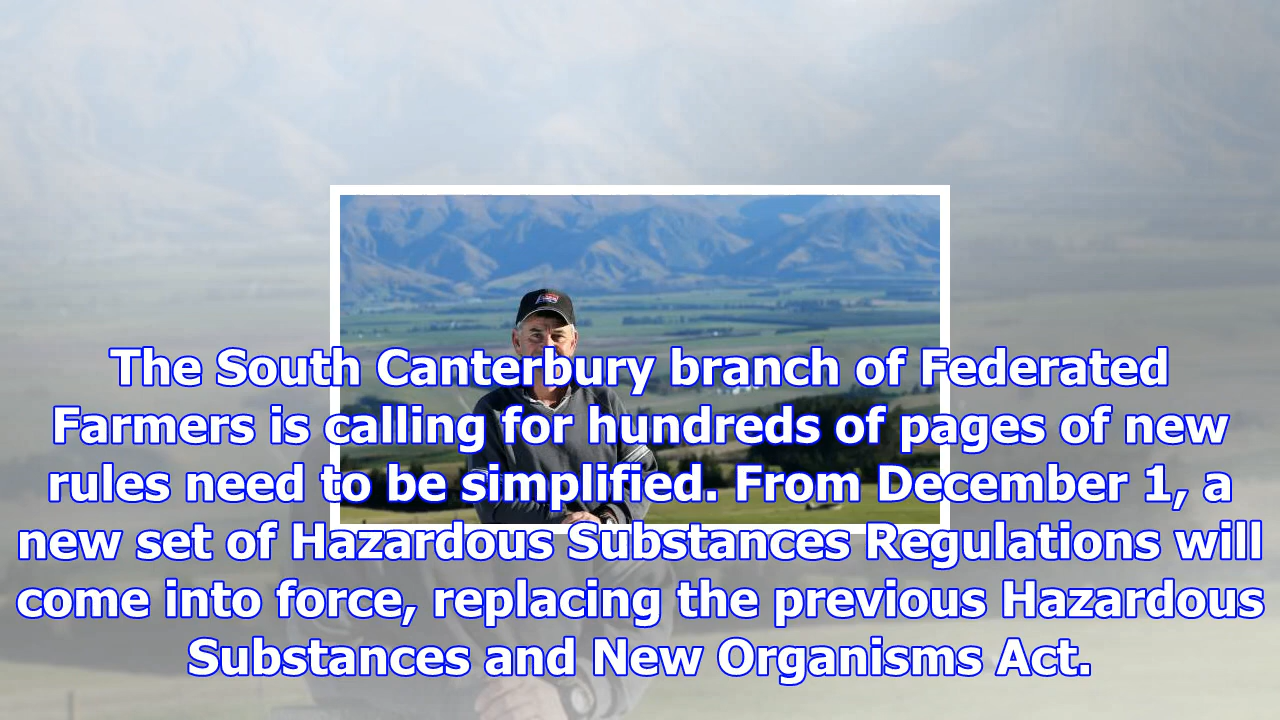 The South Canterbury branch of Federated
Farmers is calling for hundreds of pages of new
rules need to be simplified. From December 1, a
new set of Hazardous Substances Regulations will
come into force, replacing the previous Hazardous
Substances and New Organisms Act.